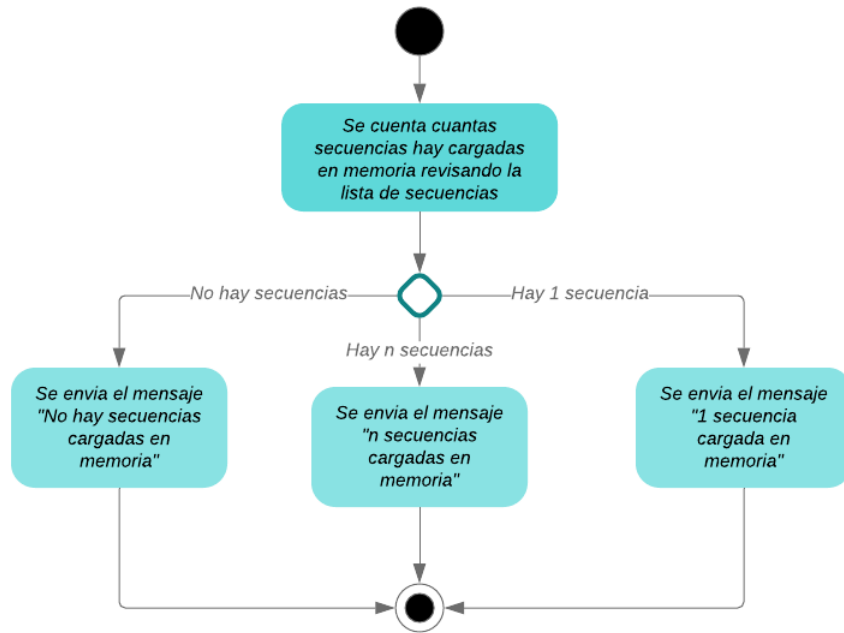 Se cuenta cuantas
secuencias hay cargadas
en memoria revisando la
lista de secuencias
No hay secuencias
Hay 1 secuencia
Hay n secuencias
Se envia el mensaje
"No hay secuencias
cargadas en
memoria"
Se envia el mensaje
"n secuencias
cargadas en
memoria"
Se envia el mensaje
"1 secuencia
cargada en
memoria"